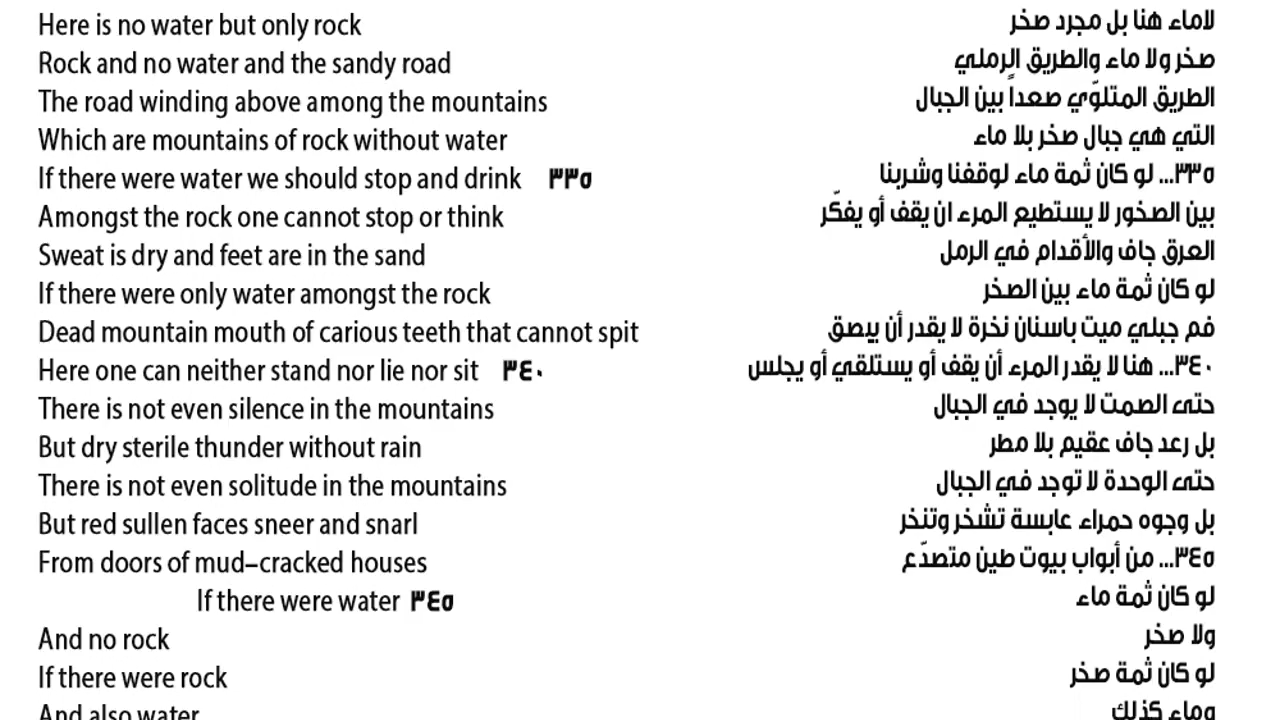 Here is no water but only rock
Rock and no water and the sandy road
The road winding above among the mountains
Which are mountains of rock without water
If there were water we should stop and drink ٣٣٥
Amongst the rock one cannot stop or think
Sweat is dry and feet are in the sand
If there were only water amongst the rock
Dead mountain mouth of carious teeth that cannot spit
Here one can neither stand nor lie nor sit ٣٤٠
There is not even silence in the mountains
But dry sterile thunder without rain
There is not even solitude in the mountains
But red sullen faces sneer and snarl
From doors of mud–cracked houses
If there were water ٣٤٥
And no rock
If there were rock
And also water
لاماء هنا بل مجرد صخر
صخر ولا ماء والطريق الرملي
الطريق المتلوّي صعداً بين الجبال
التي هي جبال صخر بلا ماء
٣٣٥... لو كان ثمة ماء لوقفنا وشربنا
بين الصخور لا يستطيع المرء ان يقف أو يفكّر
العرق جاف والأقدام في الرمل
لو كان ثمة ماء بين الصخر
فم جبلي ميت باسنان نخرة لا يقدر أن يبصق
٣٤٠... هنا لا يقدر المرء أن يقف أو يستلقي أو يجلس
حتى الصمت لا يوجد في الجبال
بل رعد جاف عقيم بلا مطر
حتى الوحدة لا توجد في الجبال
بل وجوه حمراء عابسة تشخر وتنخر
٣٤٥... من أبواب بيوت طين متصدّع
لو كان ثمة ماء
ولا صخر
لو كان ثمة صخر
وماء كذلك